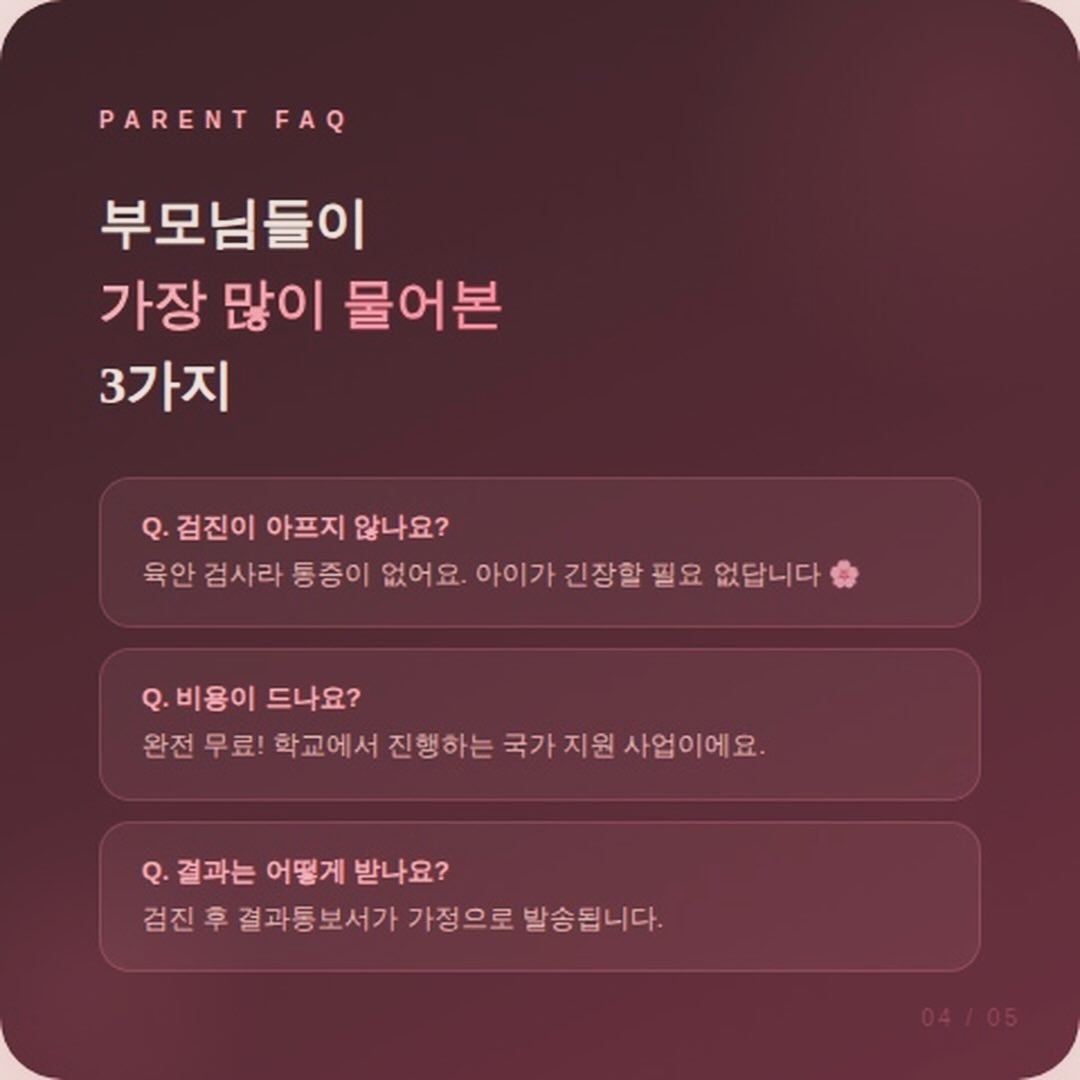 PARENT FAQ
부모님들이
가장 많이 물어본
3가지
Q. 검진이 아프지 않나요?
육안 검사라 통증이 없어요. 아이가 긴장할 필요 없답니다 🌸
Q. 비용이 드나요?
완전 무료! 학교에서 진행하는 국가 지원 사업이에요.
Q. 결과는 어떻게 받나요?
검진 후 결과통보서가 가정으로 발송됩니다.
04 / 05